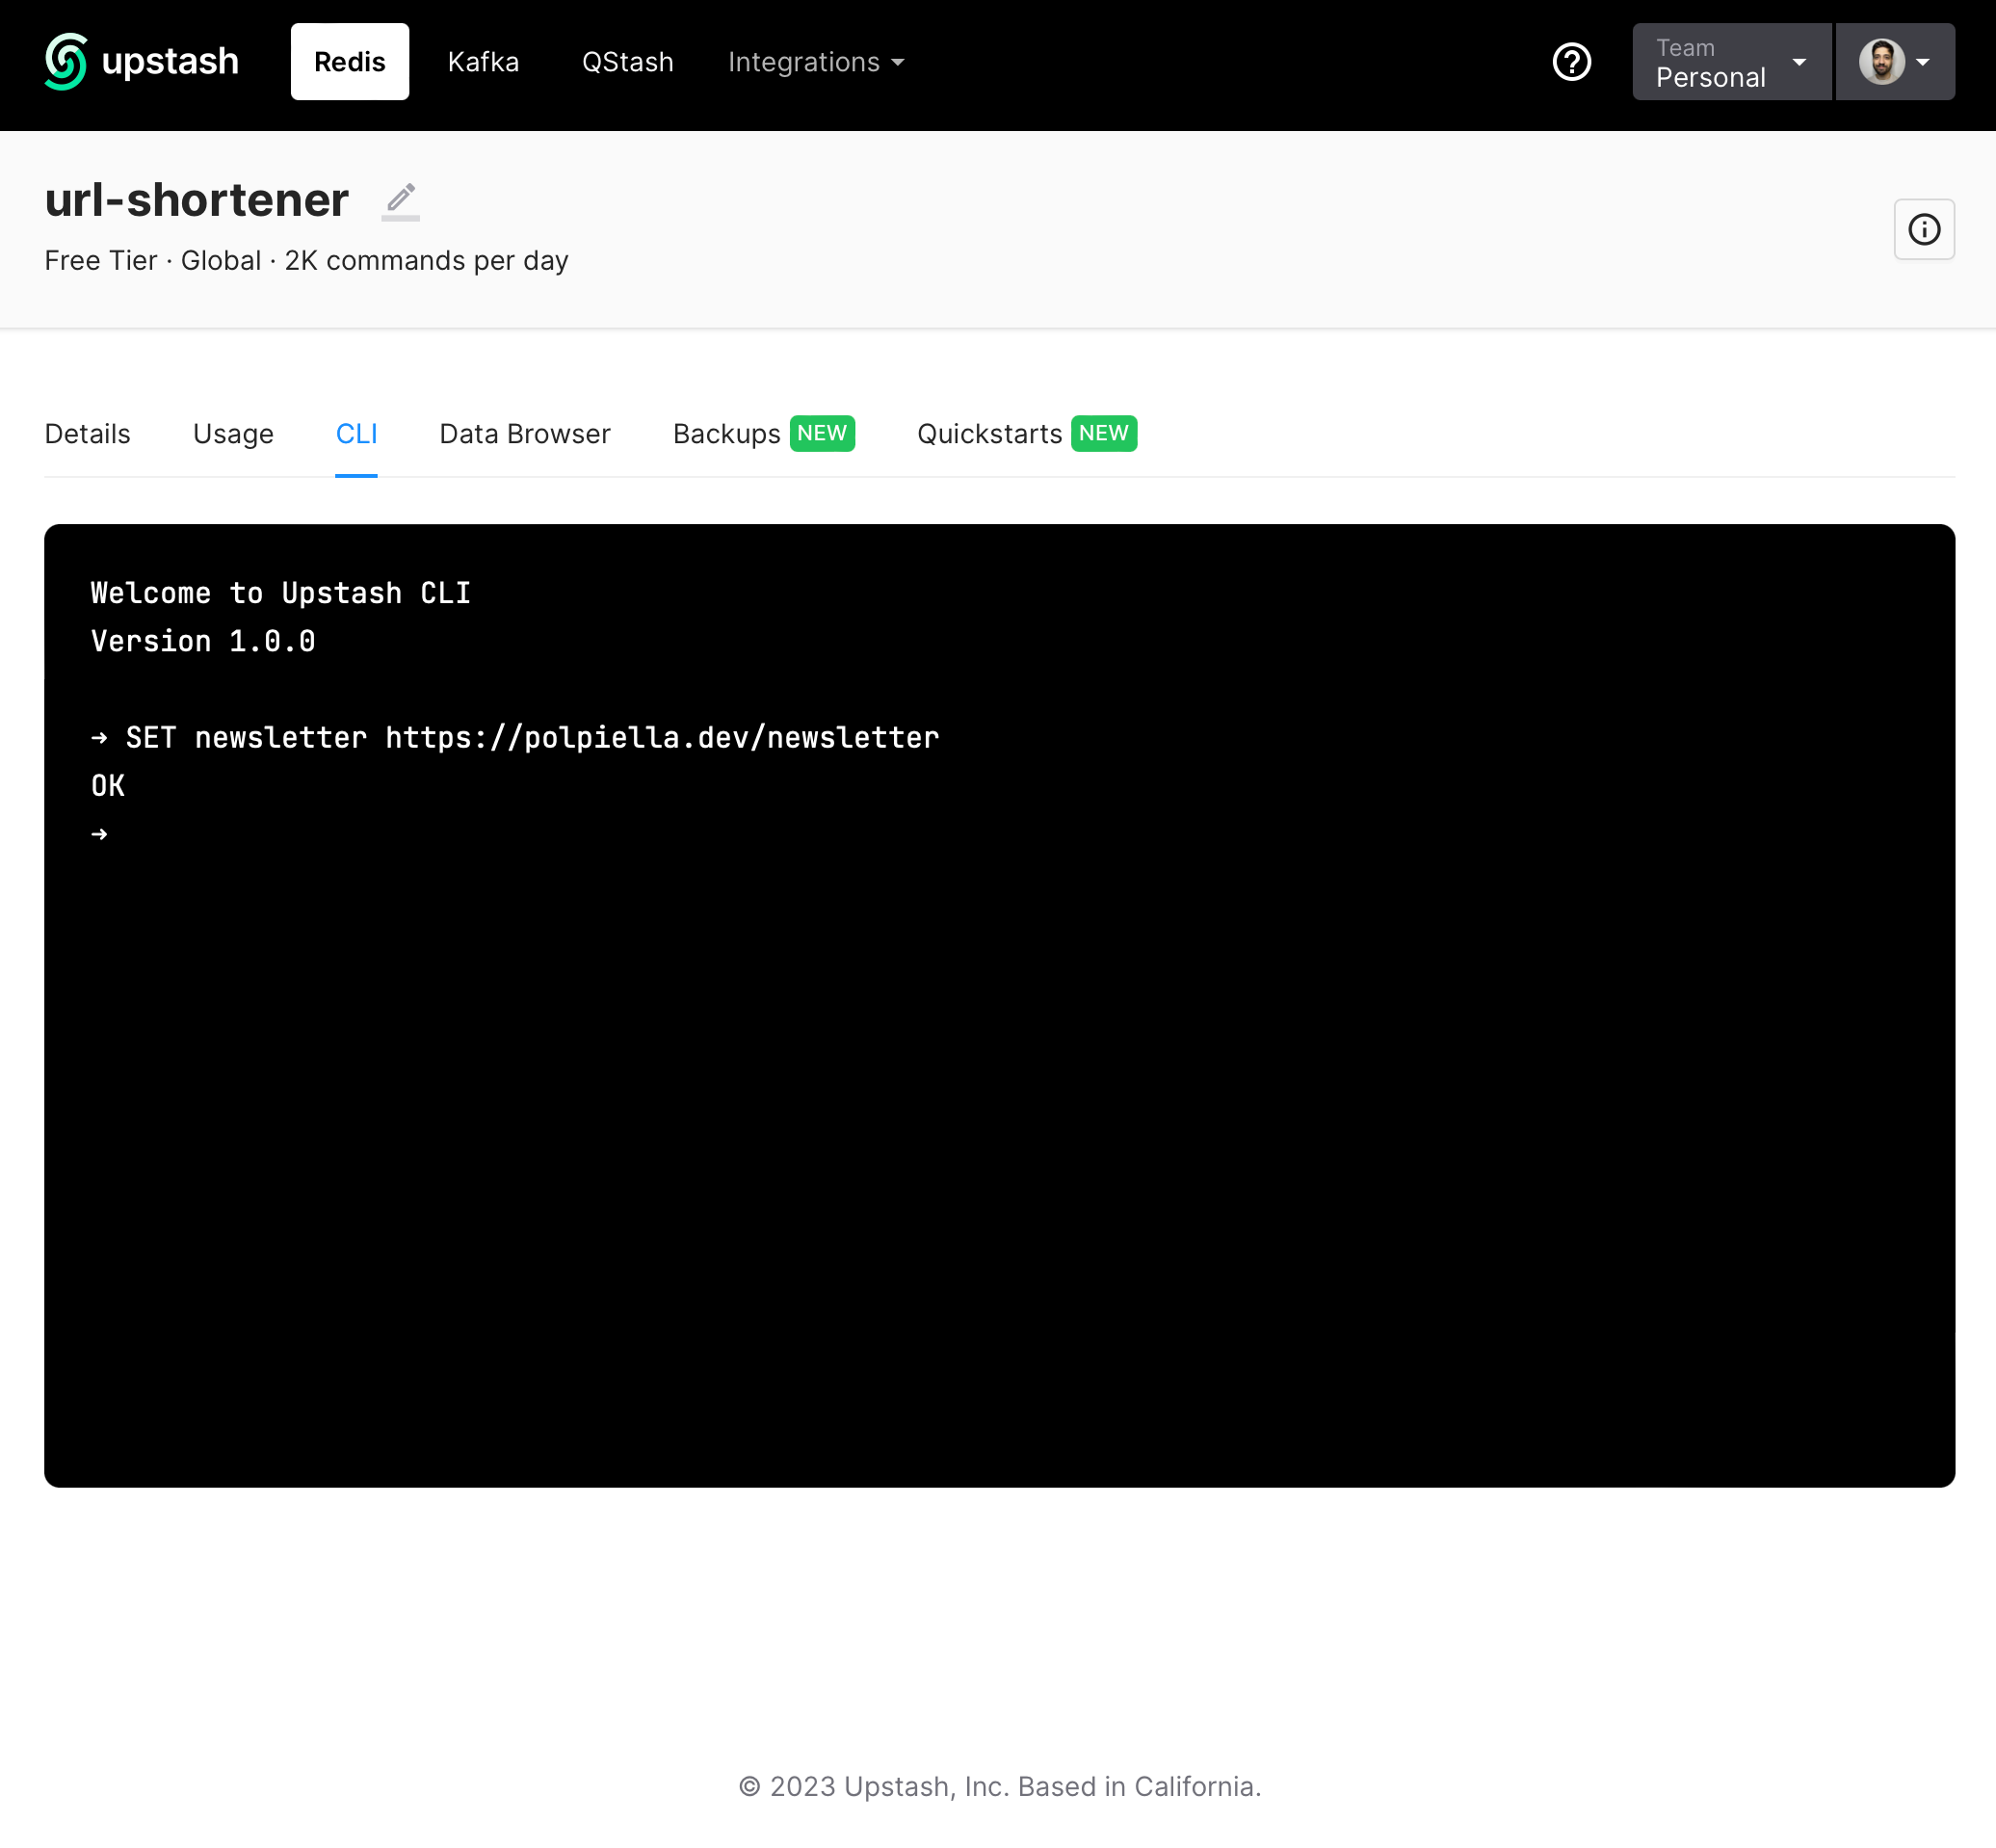 upstash
Redis
Kafka
QStash
Integrations
Team
Personal
url-shortener
Free Tier · Global · 2K commands per day
Details
Usage
CLI
Data Browser
Backups NEW
Quickstarts NEW
Welcome to Upstash CLI
Version 1.0.0
➜ SET newsletter https://polpiella.dev/newsletter
OK
➜
© 2023 Upstash, Inc. Based in California.